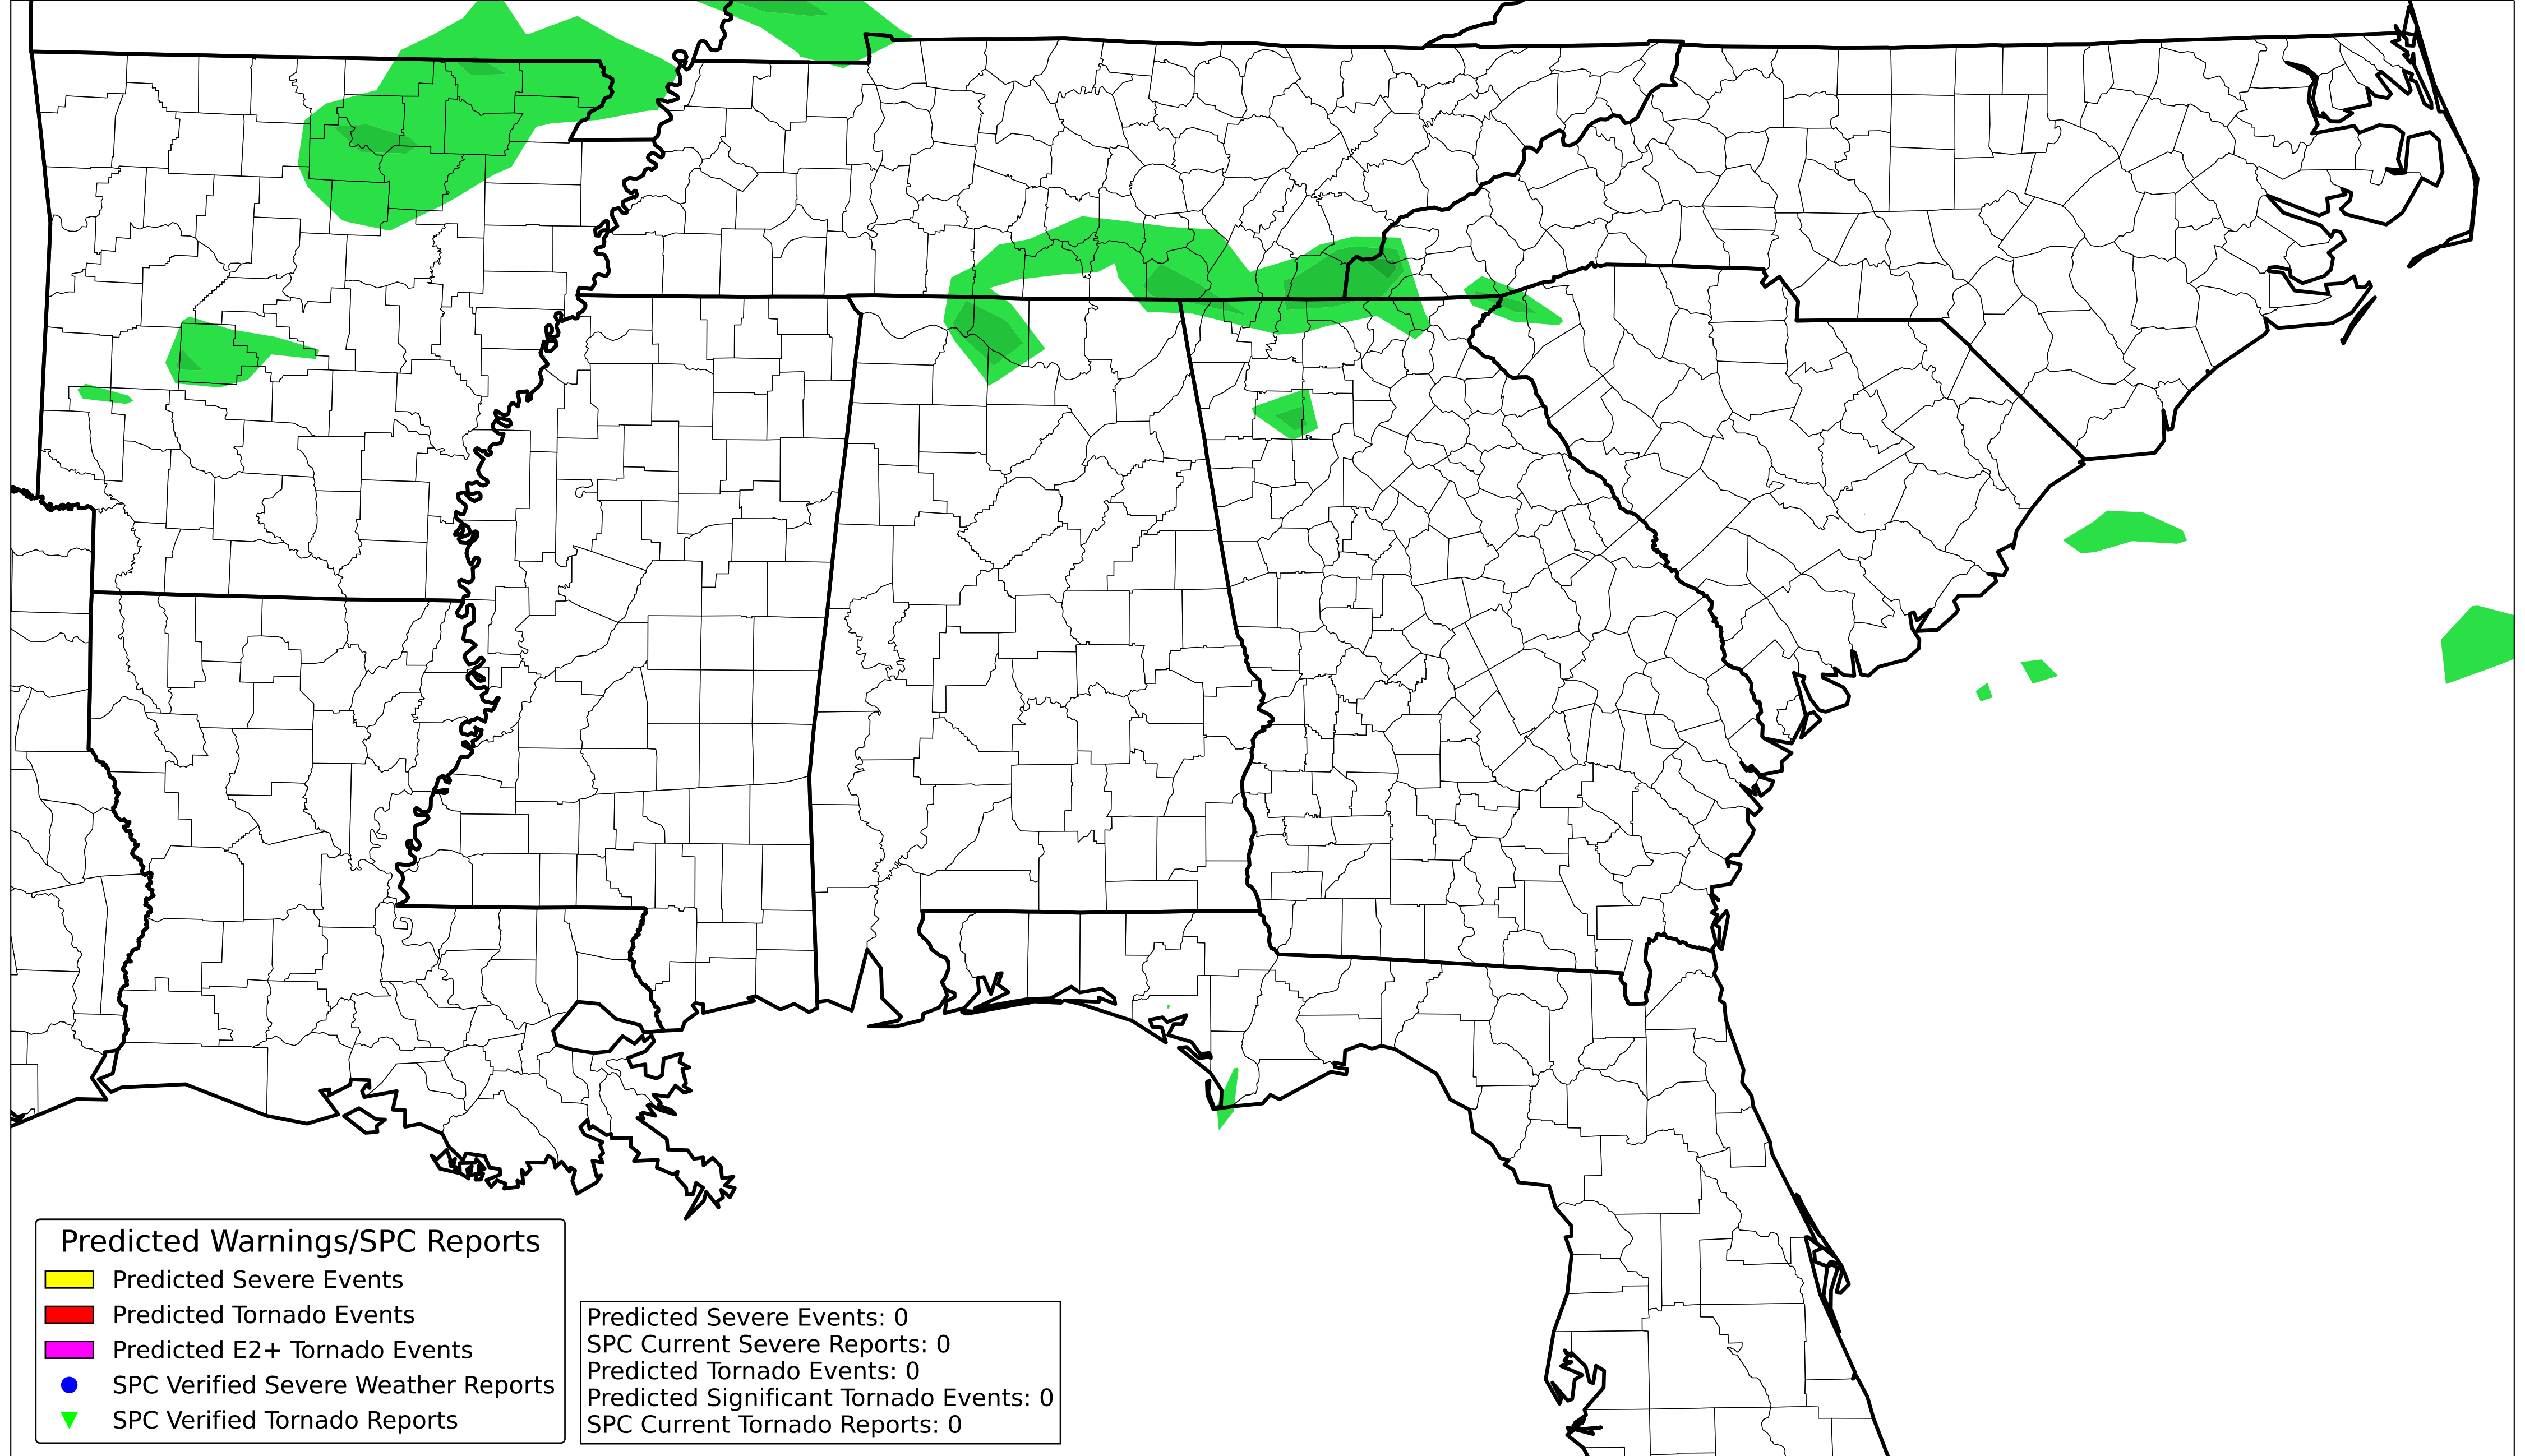 Predicted Warnings/SPC Reports
Predicted Severe Events
Predicted Tornado Events
Predicted E2+ Tornado Events
SPC Verified Severe Weather Reports
SPC Verified Tornado Reports
Predicted Severe Events: 0
SPC Current Severe Reports: 0
Predicted Tornado Events: 0
Predicted Significant Tornado Events: 0
SPC Current Tornado Reports: 0